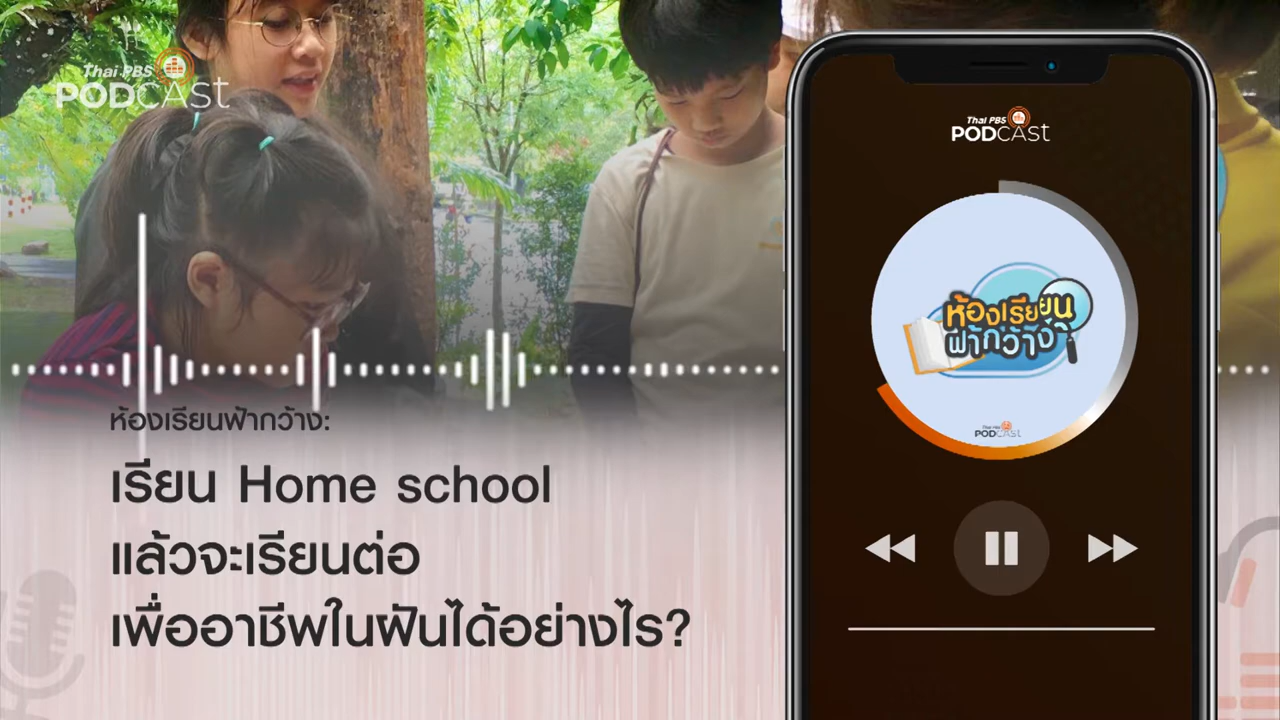 Thai PBS
PODCAST
ห้องเรียนฟ้ากว้าง:
เรียน Home school
แล้วจะเรียนต่อ
เพื่ออาชีพในฝันได้อย่างไร?
Thai PBS
PODCAST
ห้องเรียน
ฟ้ากว้าง
Thai PBS
PODCAST